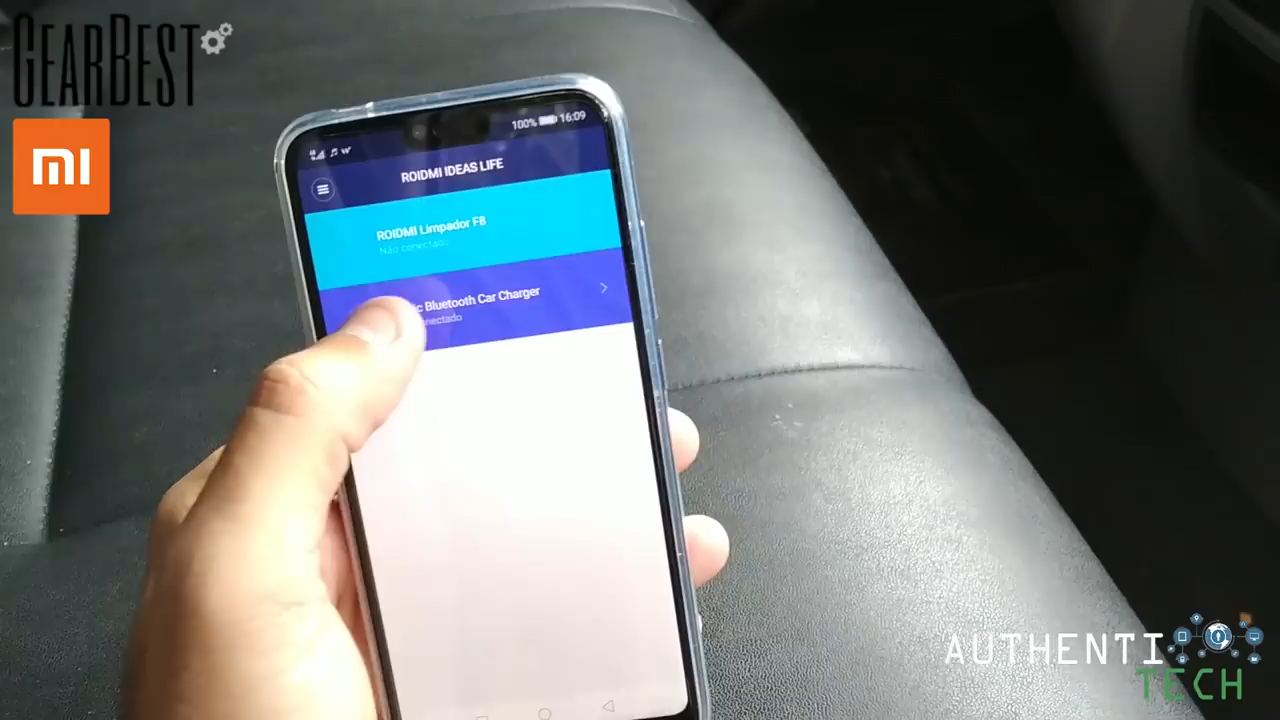 GEARBEST
MI
100% 16:09
ROIDMI IDEAS LIFE
ROIDMI Limpador F8
Não conectado
Bluetooth Car Charger
AUTHENTI
TECH